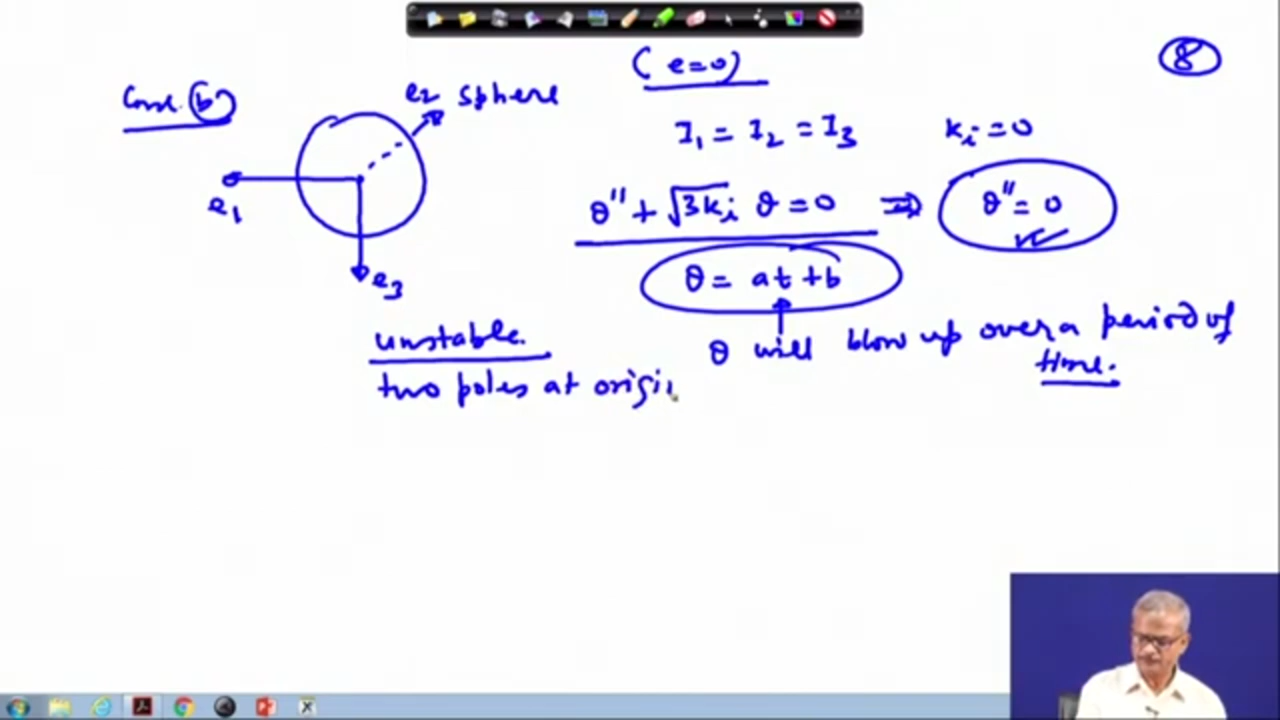 (e=0)
8
Case (b)
e2 sphere
I1 = I2 = I3
ki = 0
e1
θ'' + √3ki θ = 0 ⇒ θ'' = 0
e3
θ = at + b
unstable.
θ will blow up over a period of time.
two poles at origi